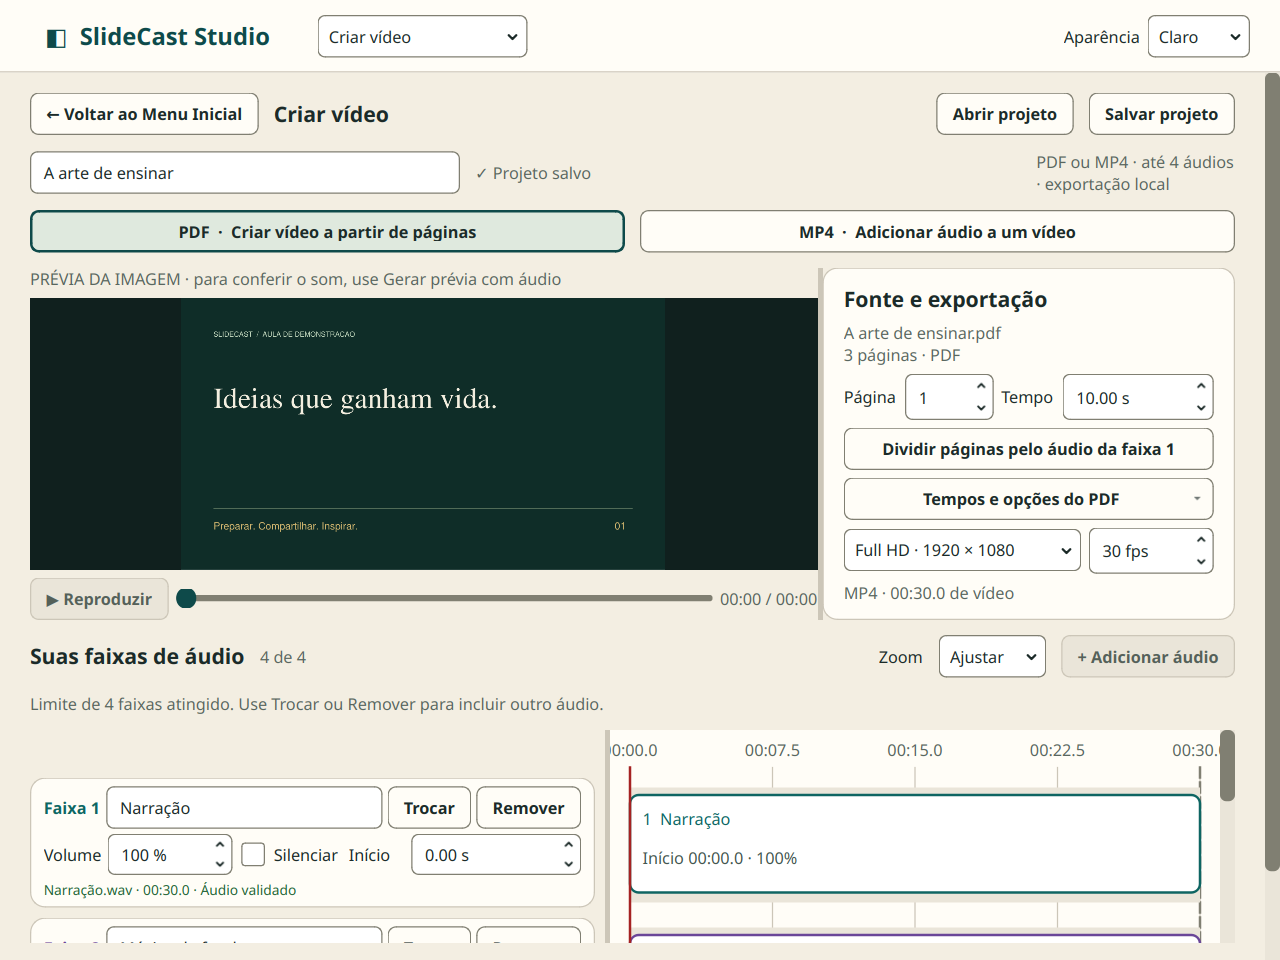 SlideCast Studio
Criar vídeo
Aparência
Claro
← Voltar ao Menu Inicial
Criar vídeo
Abrir projeto
Salvar projeto
A arte de ensinar
✓ Projeto salvo
PDF ou MP4 · até 4 áudios
· exportação local
PDF · Criar vídeo a partir de páginas
MP4 · Adicionar áudio a um vídeo
PRÉVIA DA IMAGEM · para conferir o som, use Gerar prévia com áudio
SLIDECAST / AULA DE DEMONSTRACAO
Ideias que ganham vida.
Preparar. Compartilhar. Inspirar.
01
Fonte e exportação
A arte de ensinar.pdf
3 páginas · PDF
Página
1
Tempo
10.00 s
Dividir páginas pelo áudio da faixa 1
Tempos e opções do PDF
Full HD · 1920 × 1080
30 fps
MP4 · 00:30.0 de vídeo
▶ Reproduzir
00:00 / 00:00
Suas faixas de áudio
4 de 4
Zoom
Ajustar
+ Adicionar áudio
Limite de 4 faixas atingido. Use Trocar ou Remover para incluir outro áudio.
00:00.0
00:07.5
00:15.0
00:22.5
00:30.
Faixa 1
Narração
Trocar
Remover
Volume
100 %
Silenciar
Início
0.00 s
Narração.wav · 00:30.0 · Áudio validado
1 Narração
Início 00:00.0 · 100%